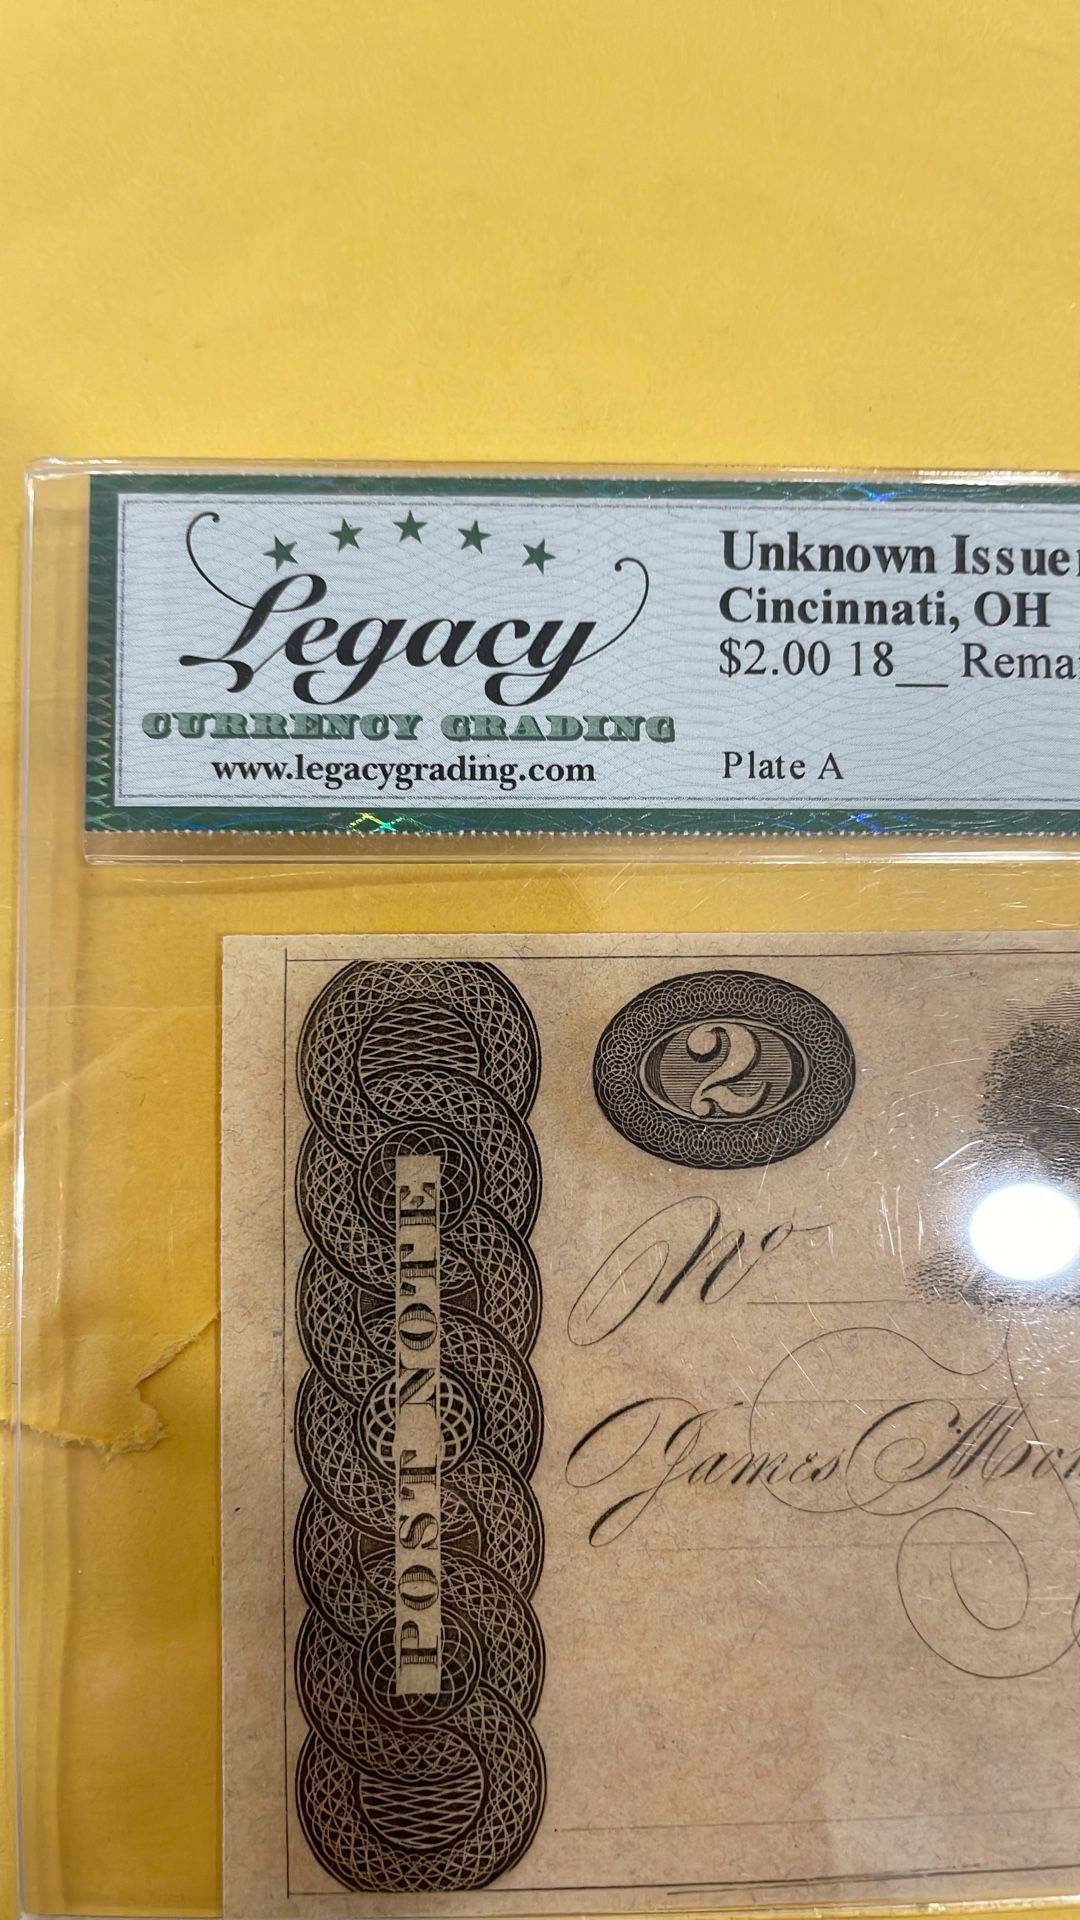 Legacy
CURRENCY GRADING
www.legacygrading.com
Unknown Issuer
Cincinnati, OH
$2.00 18__ Remai
Plate A
2
POST NOTE
No
James